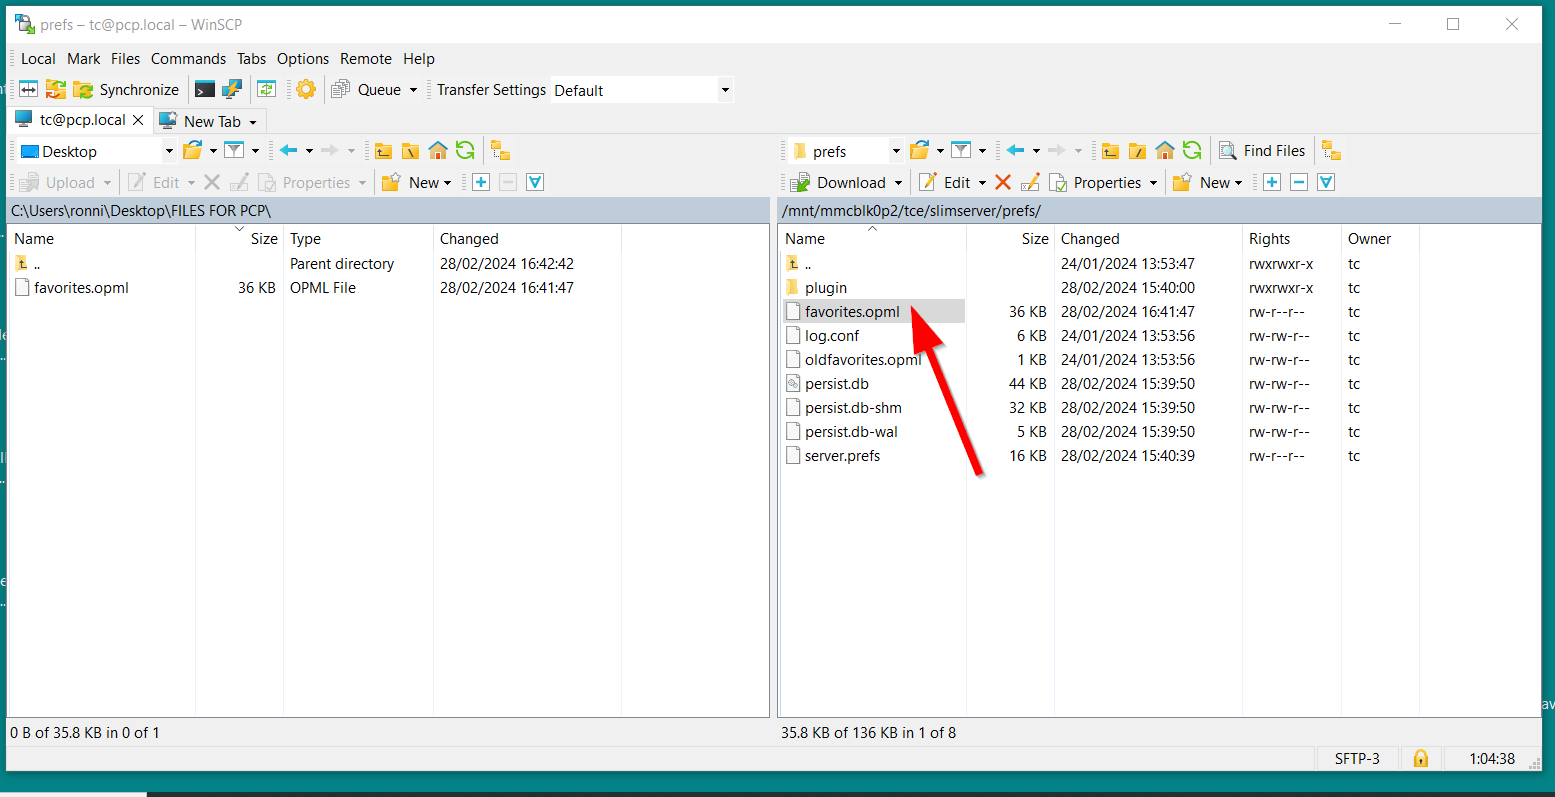 prefs – tc@pcp.local – WinSCP
Local Mark Files Commands Tabs Options Remote Help
Synchronize Queue Transfer Settings Default
tc@pcp.local New Tab
Desktop
Upload Edit Properties New
C:\Users\ronni\Desktop\FILES FOR PCP\
Name Size Type Changed
.. Parent directory 28/02/2024 16:42:42
favorites.opml 36 KB OPML File 28/02/2024 16:41:47
0 B of 35.8 KB in 0 of 1
prefs Find Files
Download Edit Properties New
/mnt/mmcblk0p2/tce/slimserver/prefs/
Name Size Changed Rights Owner
.. 24/01/2024 13:53:47 rwxrwxr-x tc
plugin 28/02/2024 15:40:00 rwxrwxr-x tc
favorites.opml 36 KB 28/02/2024 16:41:47 rw-r--r-- tc
log.conf 6 KB 24/01/2024 13:53:56 rw-rw-r-- tc
oldfavorites.opml 1 KB 24/01/2024 13:53:56 rw-rw-r-- tc
persist.db 44 KB 28/02/2024 15:39:50 rw-rw-r-- tc
persist.db-shm 32 KB 28/02/2024 15:39:50 rw-rw-r-- tc
persist.db-wal 5 KB 28/02/2024 15:39:50 rw-rw-r-- tc
server.prefs 16 KB 28/02/2024 15:40:39 rw-r--r-- tc
35.8 KB of 136 KB in 1 of 8
SFTP-3 1:04:38